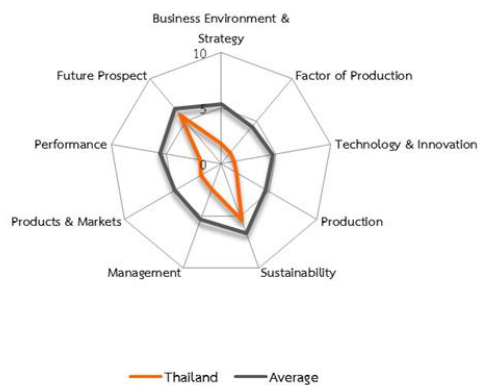 Business Environment &
Strategy
10
Future Prospect
Factor of Production
5
Performance
Technology & Innovation
0
Products & Markets
Production
Management
Sustainability
Thailand
Average